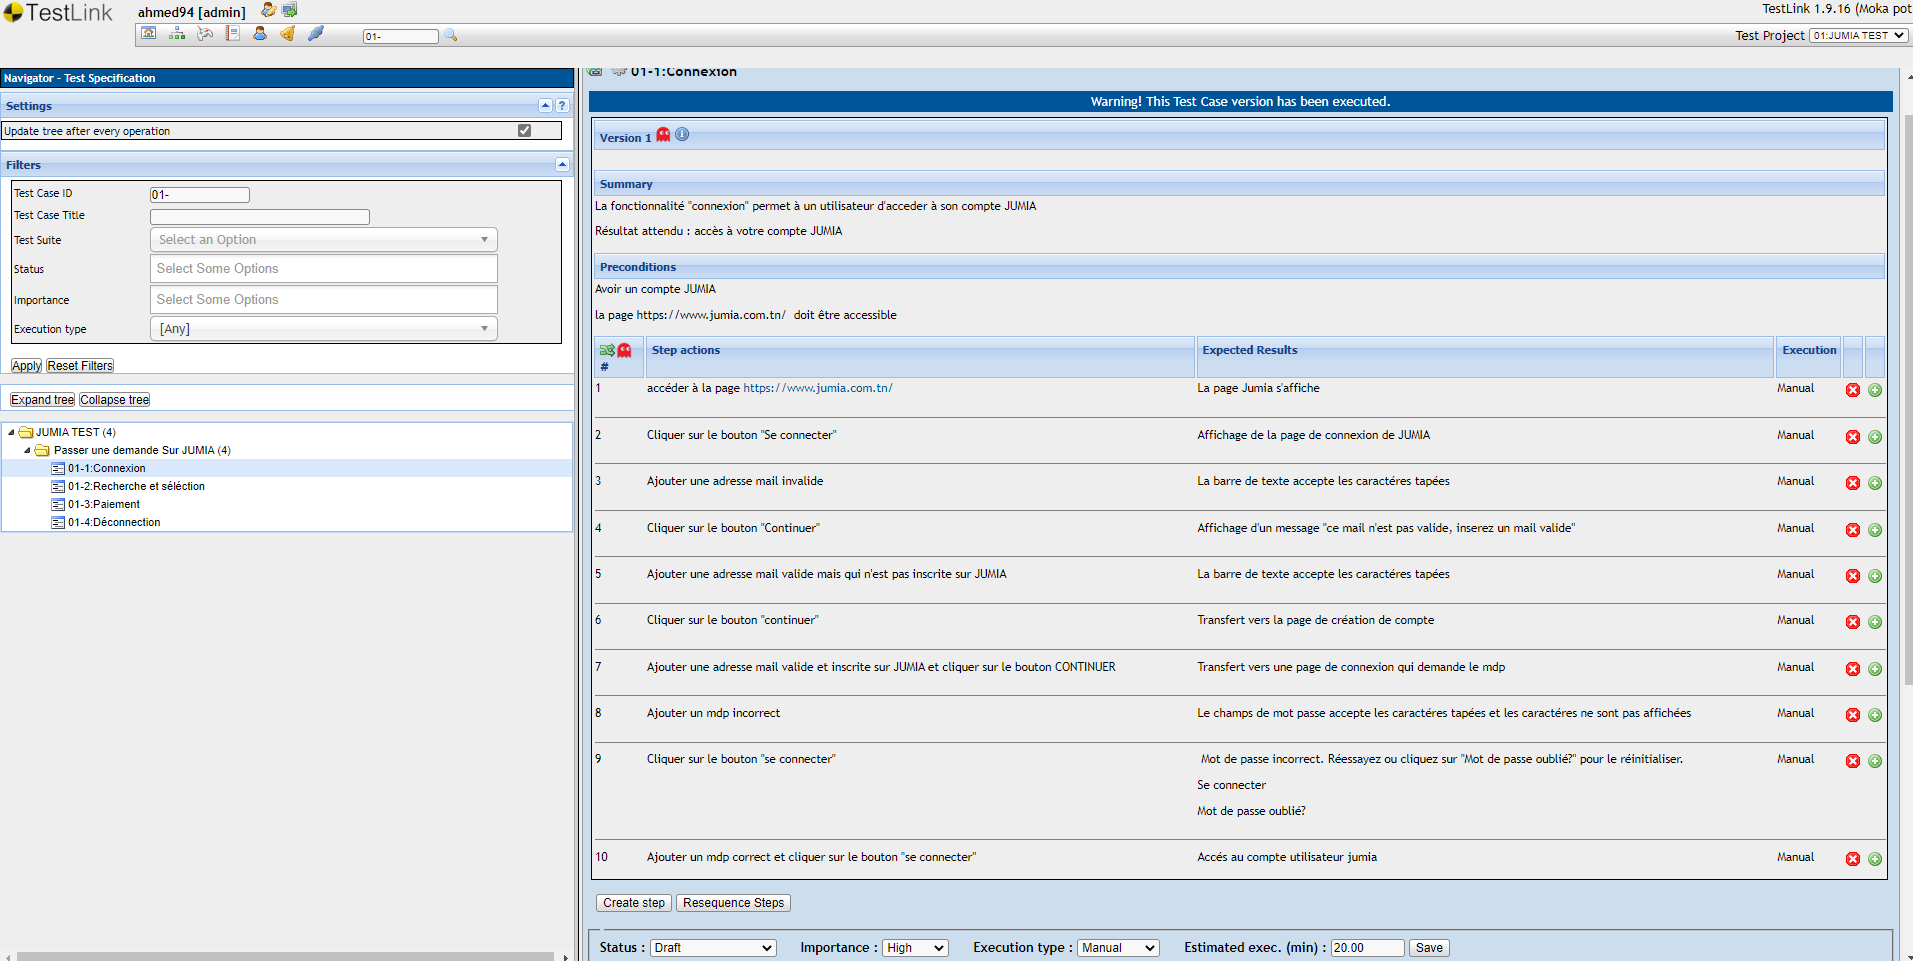 TestLink
ahmed94 [admin]
TestLink 1.9.16 (Moka pot
01-
Test Project 01:JUMIA TEST
Navigator - Test Specification
Settings
Update tree after every operation
Filters
Test Case ID 01-
Test Case Title
Test Suite Select an Option
Status Select Some Options
Importance Select Some Options
Execution type [Any]
Apply Reset Filters
Expand tree Collapse tree
JUMIA TEST (4)
Passer une demande Sur JUMIA (4)
01-1:Connexion
01-2:Recherche et séléction
01-3:Paiement
01-4:Déconnection
01-1:Connexion
Warning! This Test Case version has been executed.
Version 1
Summary
La fonctionnalité "connexion" permet à un utilisateur d'acceder à son compte JUMIA
Résultat attendu : accès à votre compte JUMIA
Preconditions
Avoir un compte JUMIA
la page https://www.jumia.com.tn/ doit être accessible
# Step actions Expected Results Execution
1 accéder à la page https://www.jumia.com.tn/ La page Jumia s'affiche Manual
2 Cliquer sur le bouton "Se connecter" Affichage de la page de connexion de JUMIA Manual
3 Ajouter une adresse mail invalide La barre de texte accepte les caractéres tapées Manual
4 Cliquer sur le bouton "Continuer" Affichage d'un message "ce mail n'est pas valide, inserez un mail valide" Manual
5 Ajouter une adresse mail valide mais qui n'est pas inscrite sur JUMIA La barre de texte accepte les caractéres tapées Manual
6 Cliquer sur le bouton "continuer" Transfert vers la page de création de compte Manual
7 Ajouter une adresse mail valide et inscrite sur JUMIA et cliquer sur le bouton CONTINUER Transfert vers une page de connexion qui demande le mdp Manual
8 Ajouter un mdp incorrect Le champs de mot passe accepte les caractéres tapées et les caractéres ne sont pas affichées Manual
9 Cliquer sur le bouton "se connecter" Mot de passe incorrect. Réessayez ou cliquez sur "Mot de passe oublié?" pour le réinitialiser. Manual
Se connecter
Mot de passe oublié?
10 Ajouter un mdp correct et cliquer sur le bouton "se connecter" Accés au compte utilisateur jumia Manual
Create step Resequence Steps
Status : Draft Importance : High Execution type : Manual Estimated exec. (min) : 20.00 Save